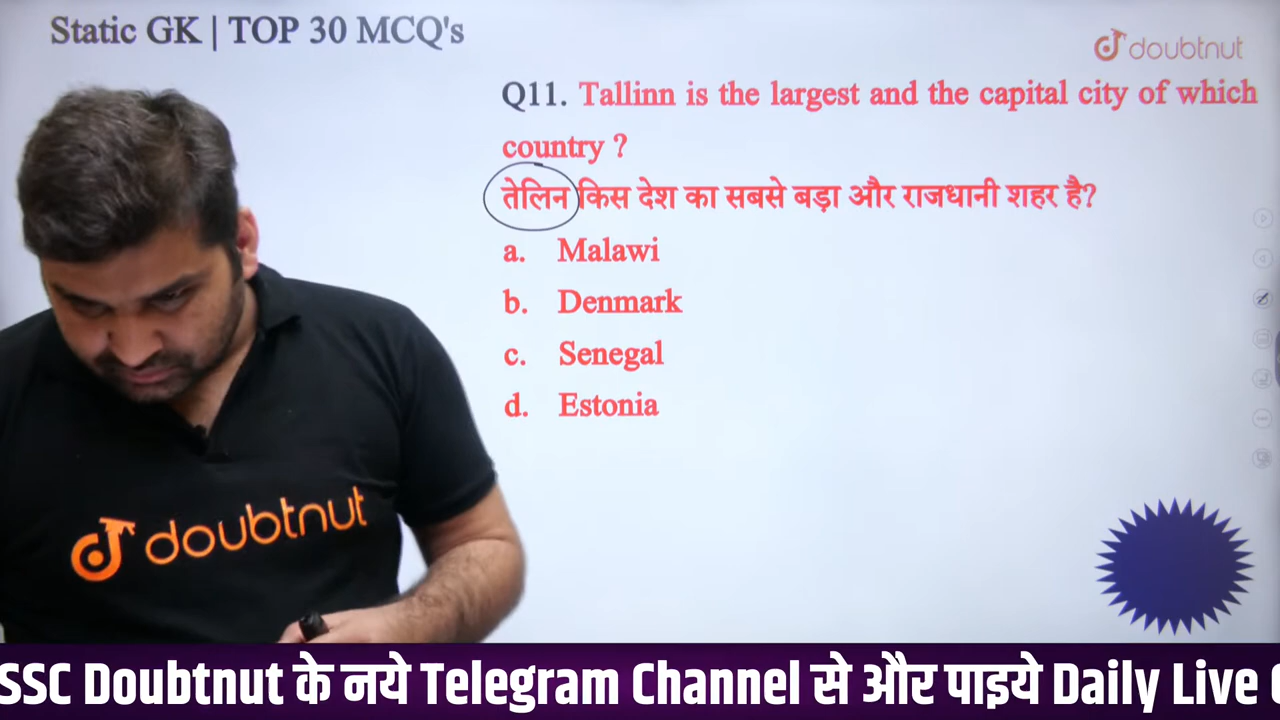 Static GK | TOP 30 MCQ's
doubtnut
Q11. Tallinn is the largest and the capital city of which
country ?
तेलिन किस देश का सबसे बड़ा और राजधानी शहर है?
a. Malawi
b. Denmark
c. Senegal
d. Estonia
doubtnut
SSC Doubtnut के नये Telegram Channel से और पाइये Daily Live